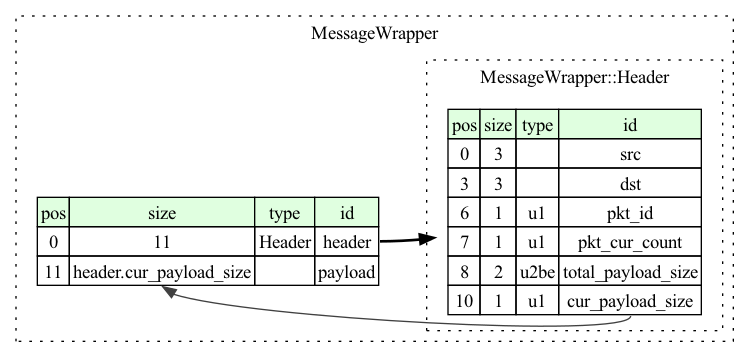 MessageWrapper
MessageWrapper::Header
pos size type id
0 3 src
3 3 dst
6 1 u1 pkt_id
7 1 u1 pkt_cur_count
8 2 u2be total_payload_size
10 1 u1 cur_payload_size
pos size type id
0 11 Header header
11 header.cur_payload_size payload